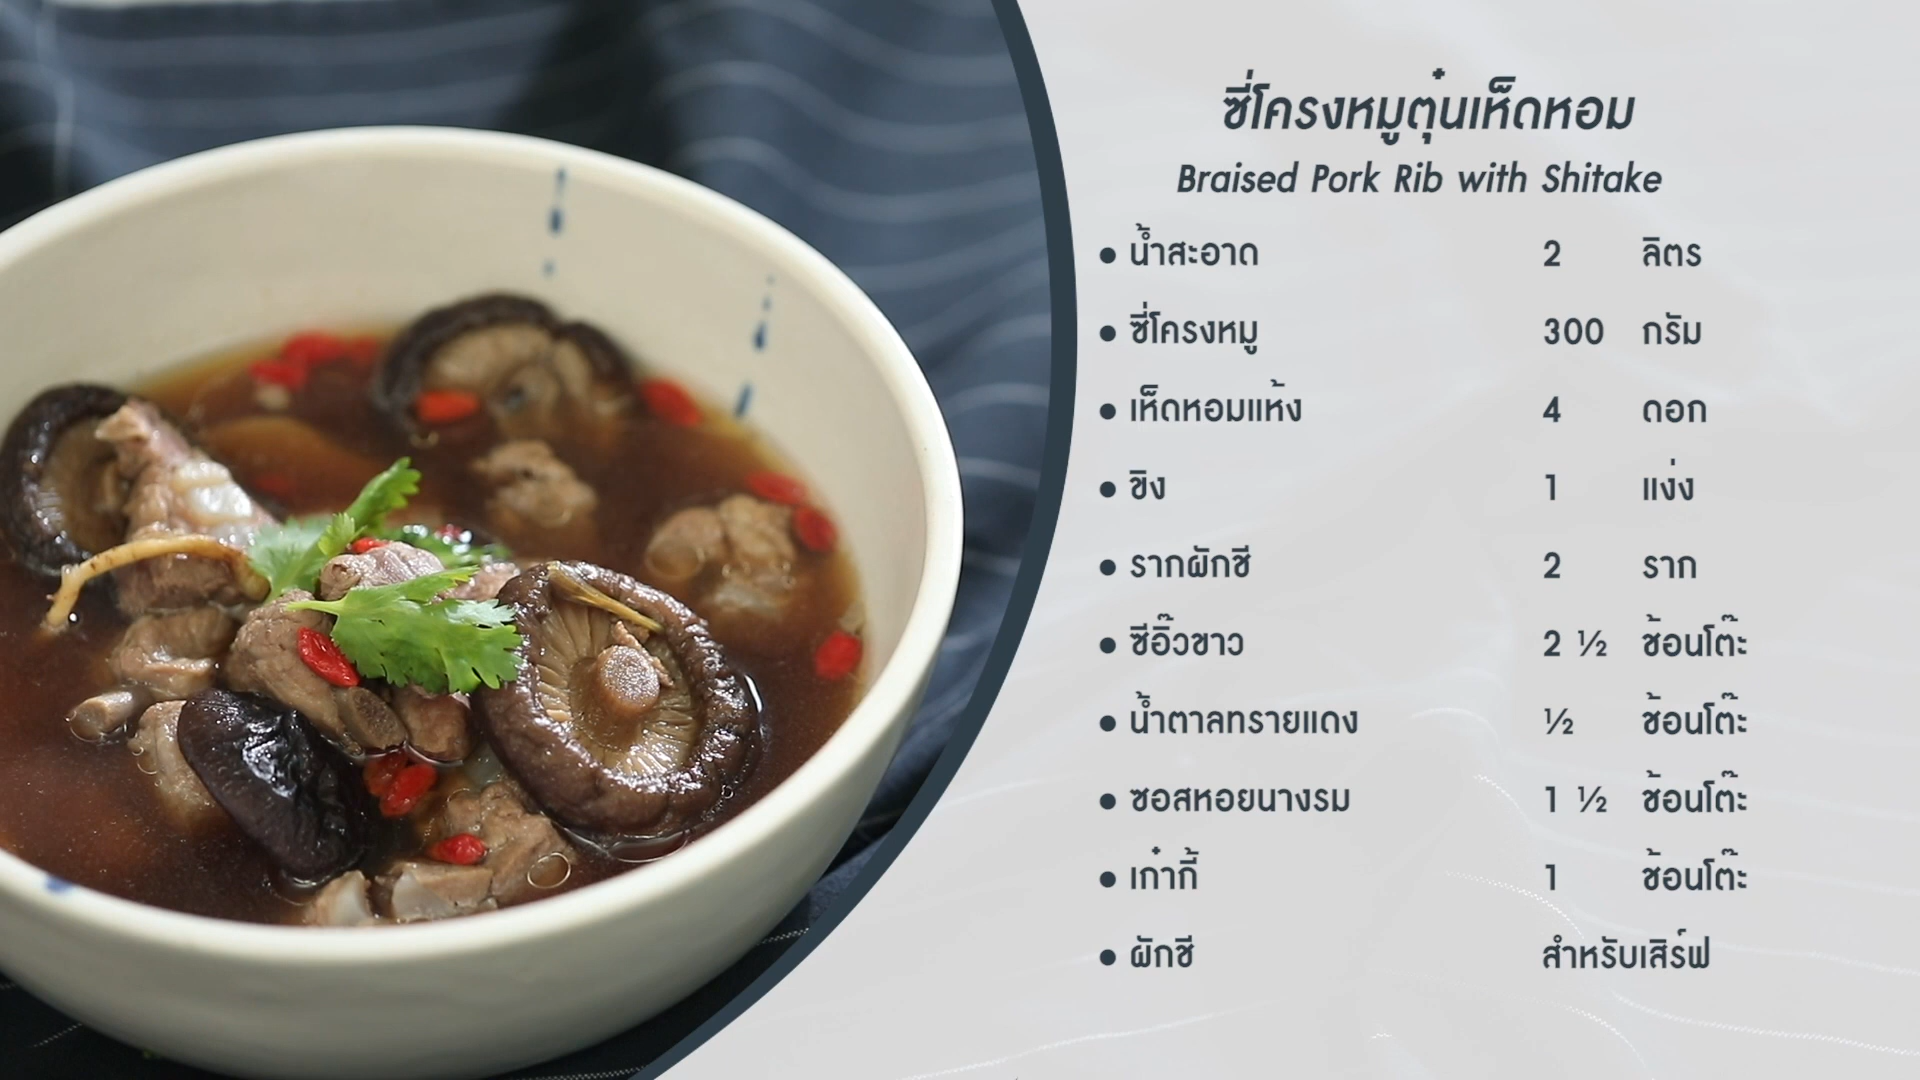 ซี่โครงหมูตุ๋นเห็ดหอม
Braised Pork Rib with Shitake
• น้ำสะอาด 2 ลิตร
• ซี่โครงหมู 300 กรัม
• เห็ดหอมแห้ง 4 ดอก
• ขิง 1 แง่ง
• รากผักชี 2 ราก
• ซีอิ๊วขาว 2 ½ ช้อนโต๊ะ
• น้ำตาลทรายแดง ½ ช้อนโต๊ะ
• ซอสหอยนางรม 1 ½ ช้อนโต๊ะ
• เก๋ากี้ 1 ช้อนโต๊ะ
• ผักชี สำหรับเสิร์ฟ